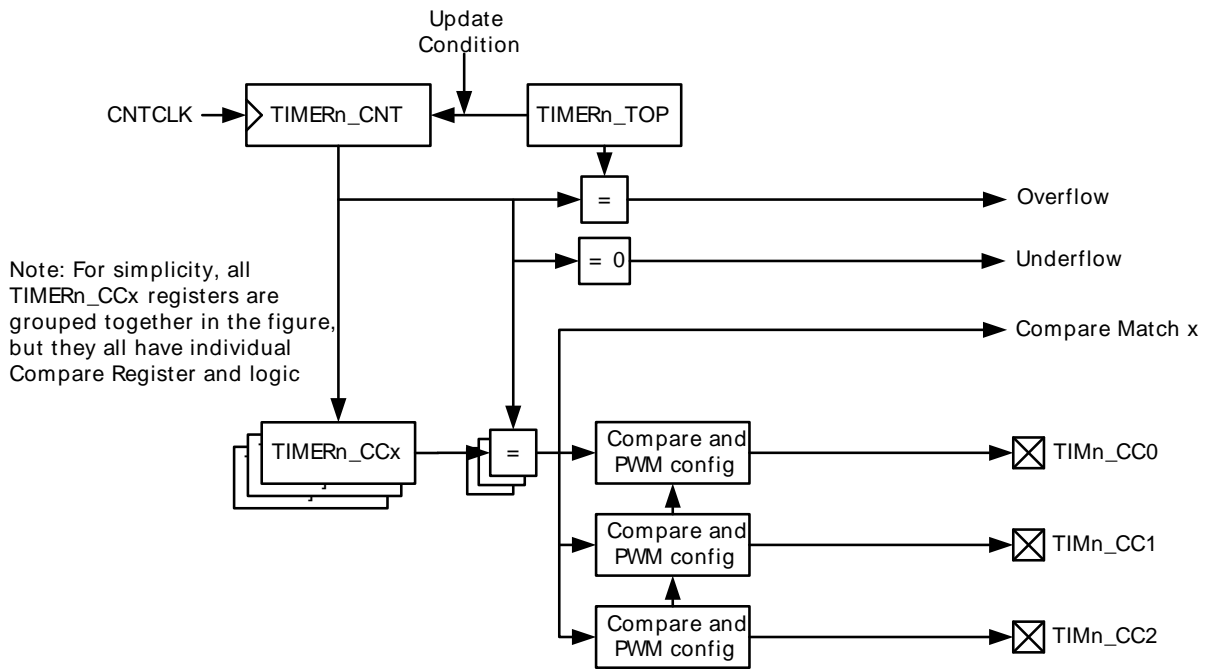 Update
Condition
CNTCLK
TIMERn_CNT
TIMERn_TOP
=
Overflow
= 0
Underflow
Note: For simplicity, all
TIMERn_CCx registers are
grouped together in the figure,
but they all have individual
Compare Register and logic
Compare Match x
TIMERn_CCx
=
Compare and
PWM config
TIMn_CC0
Compare and
PWM config
TIMn_CC1
Compare and
PWM config
TIMn_CC2